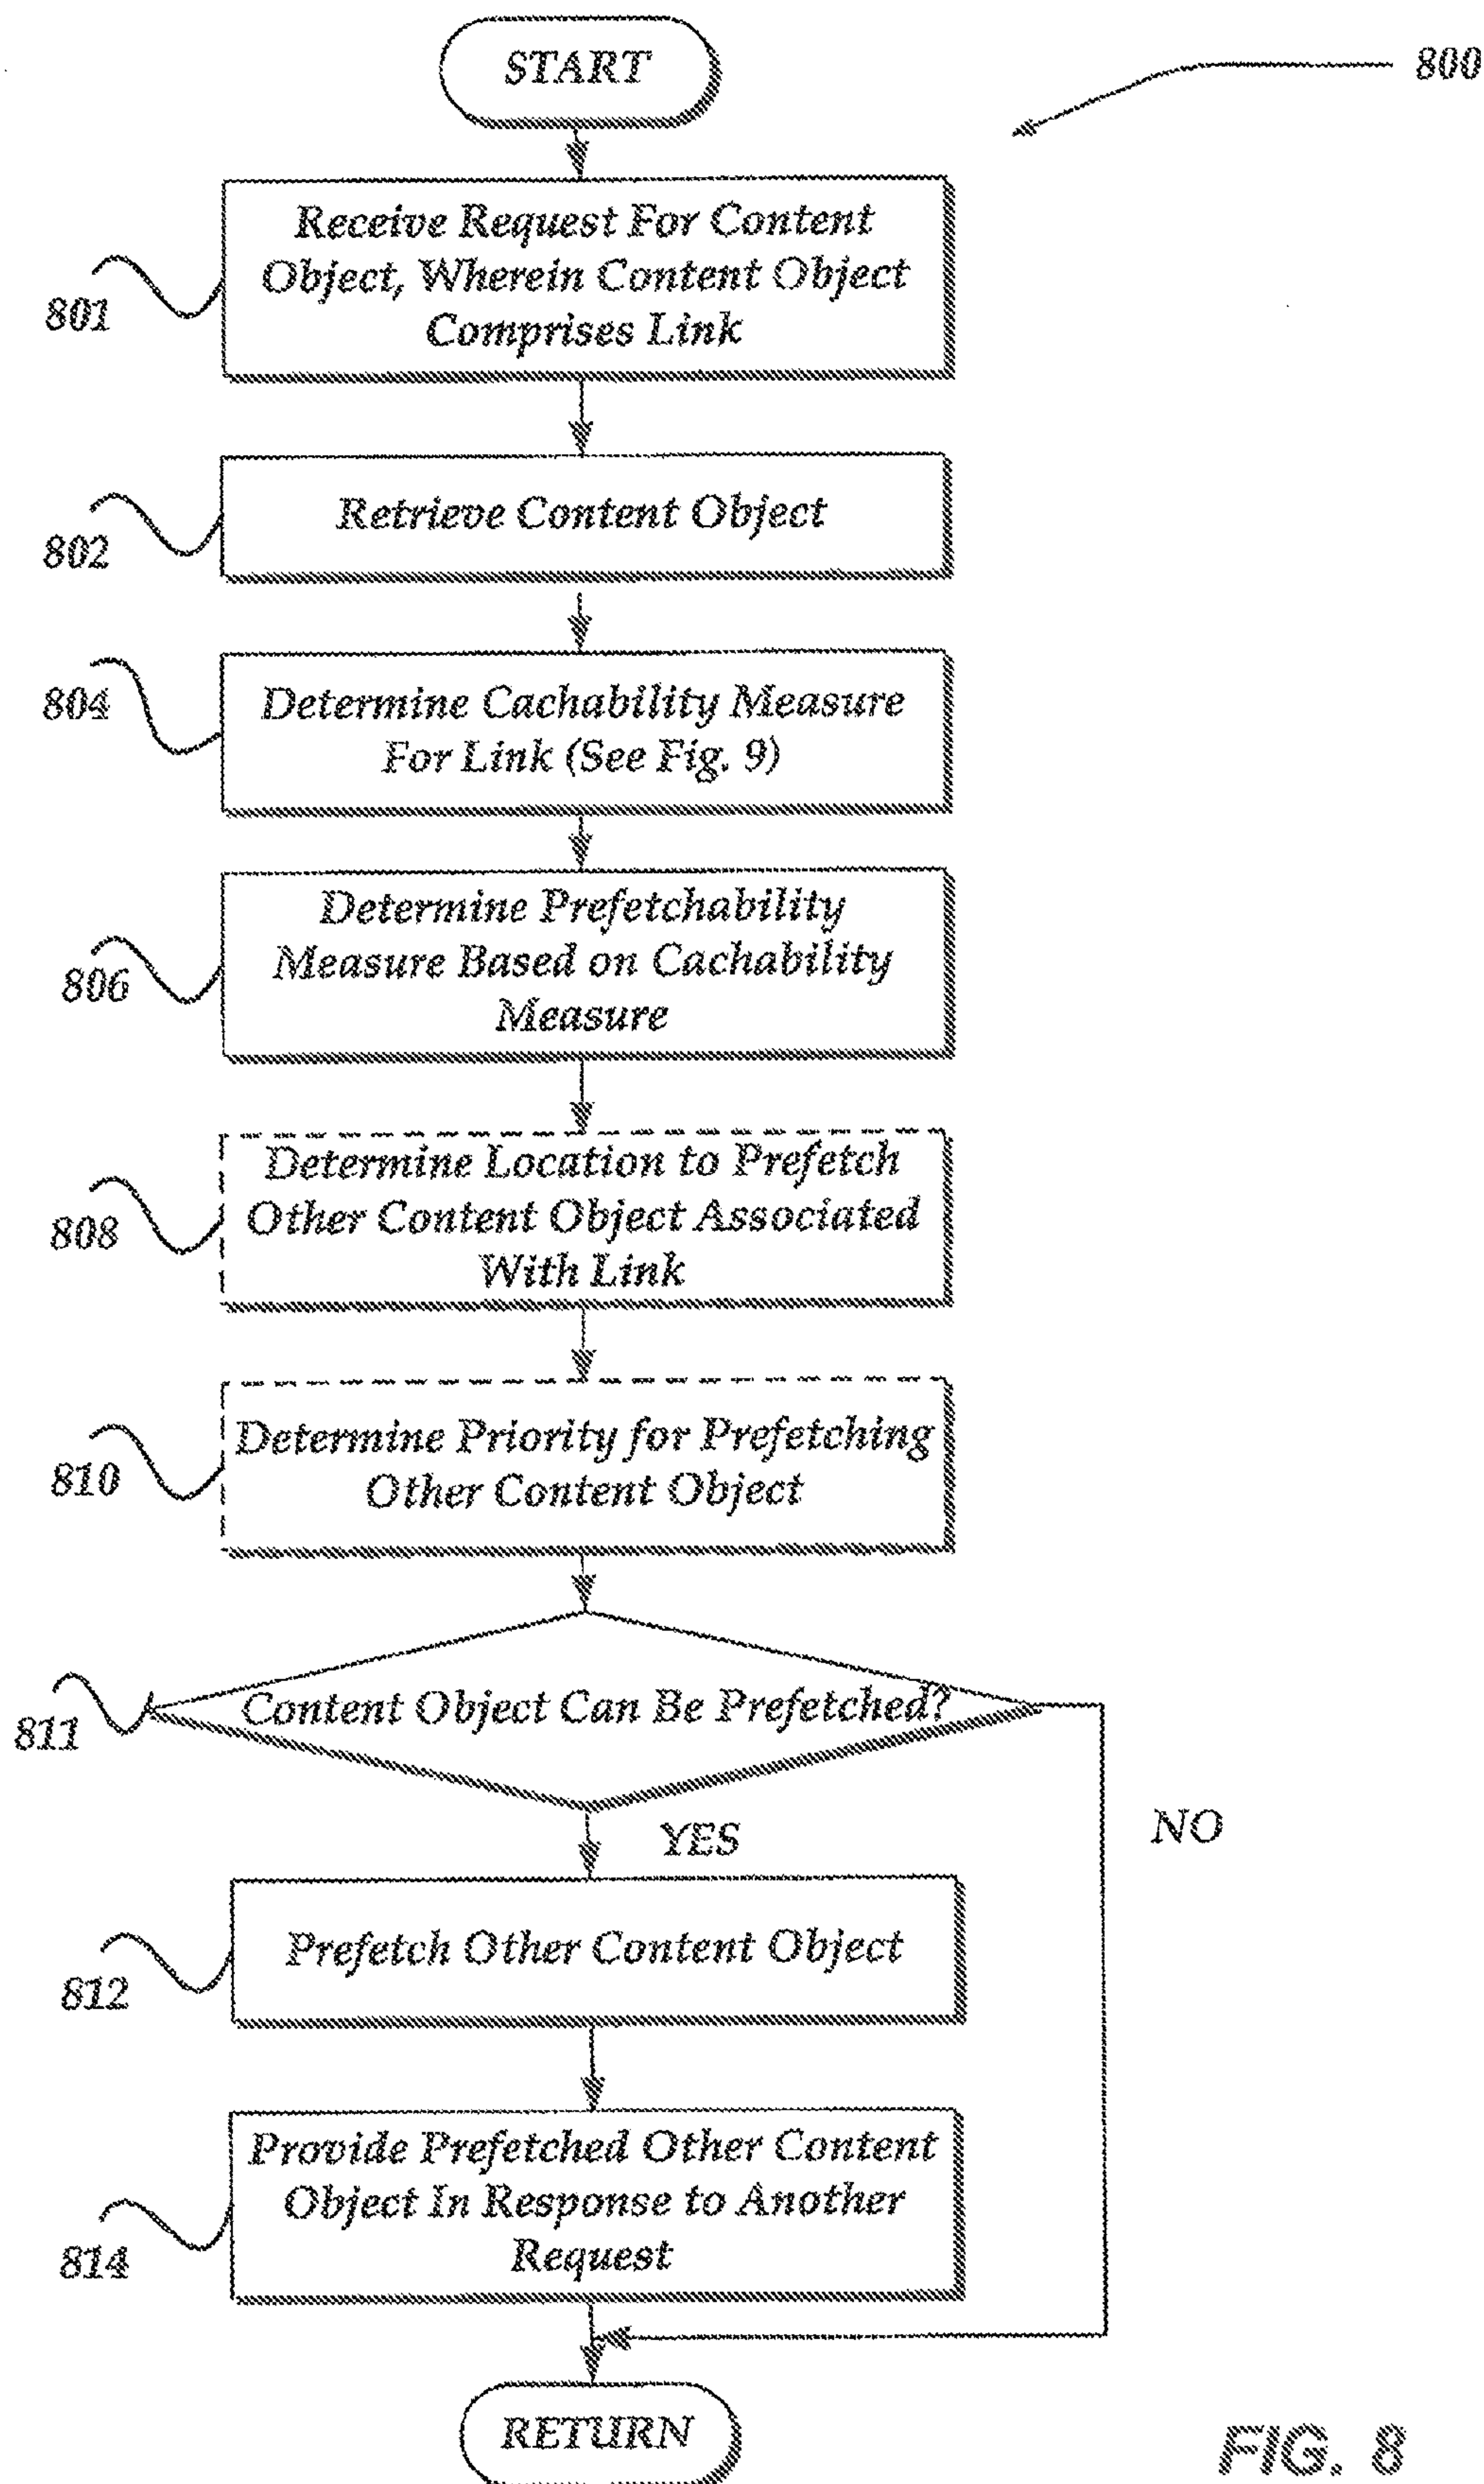 START
800
Receive Request For Content
Object, Wherein Content Object
Comprises Link
801
Retrieve Content Object
802
Determine Cachability Measure
For Link (See Fig. 9)
804
Determine Prefetchability
Measure Based on Cachability
Measure
806
Determine Location to Prefetch
Other Content Object Associated
With Link
808
Determine Priority for Prefetching
Other Content Object
810
Content Object Can Be Prefetched?
811
NO
YES
Prefetch Other Content Object
812
Provide Prefetched Other Content
Object In Response to Another
Request
814
RETURN
FIG. 8